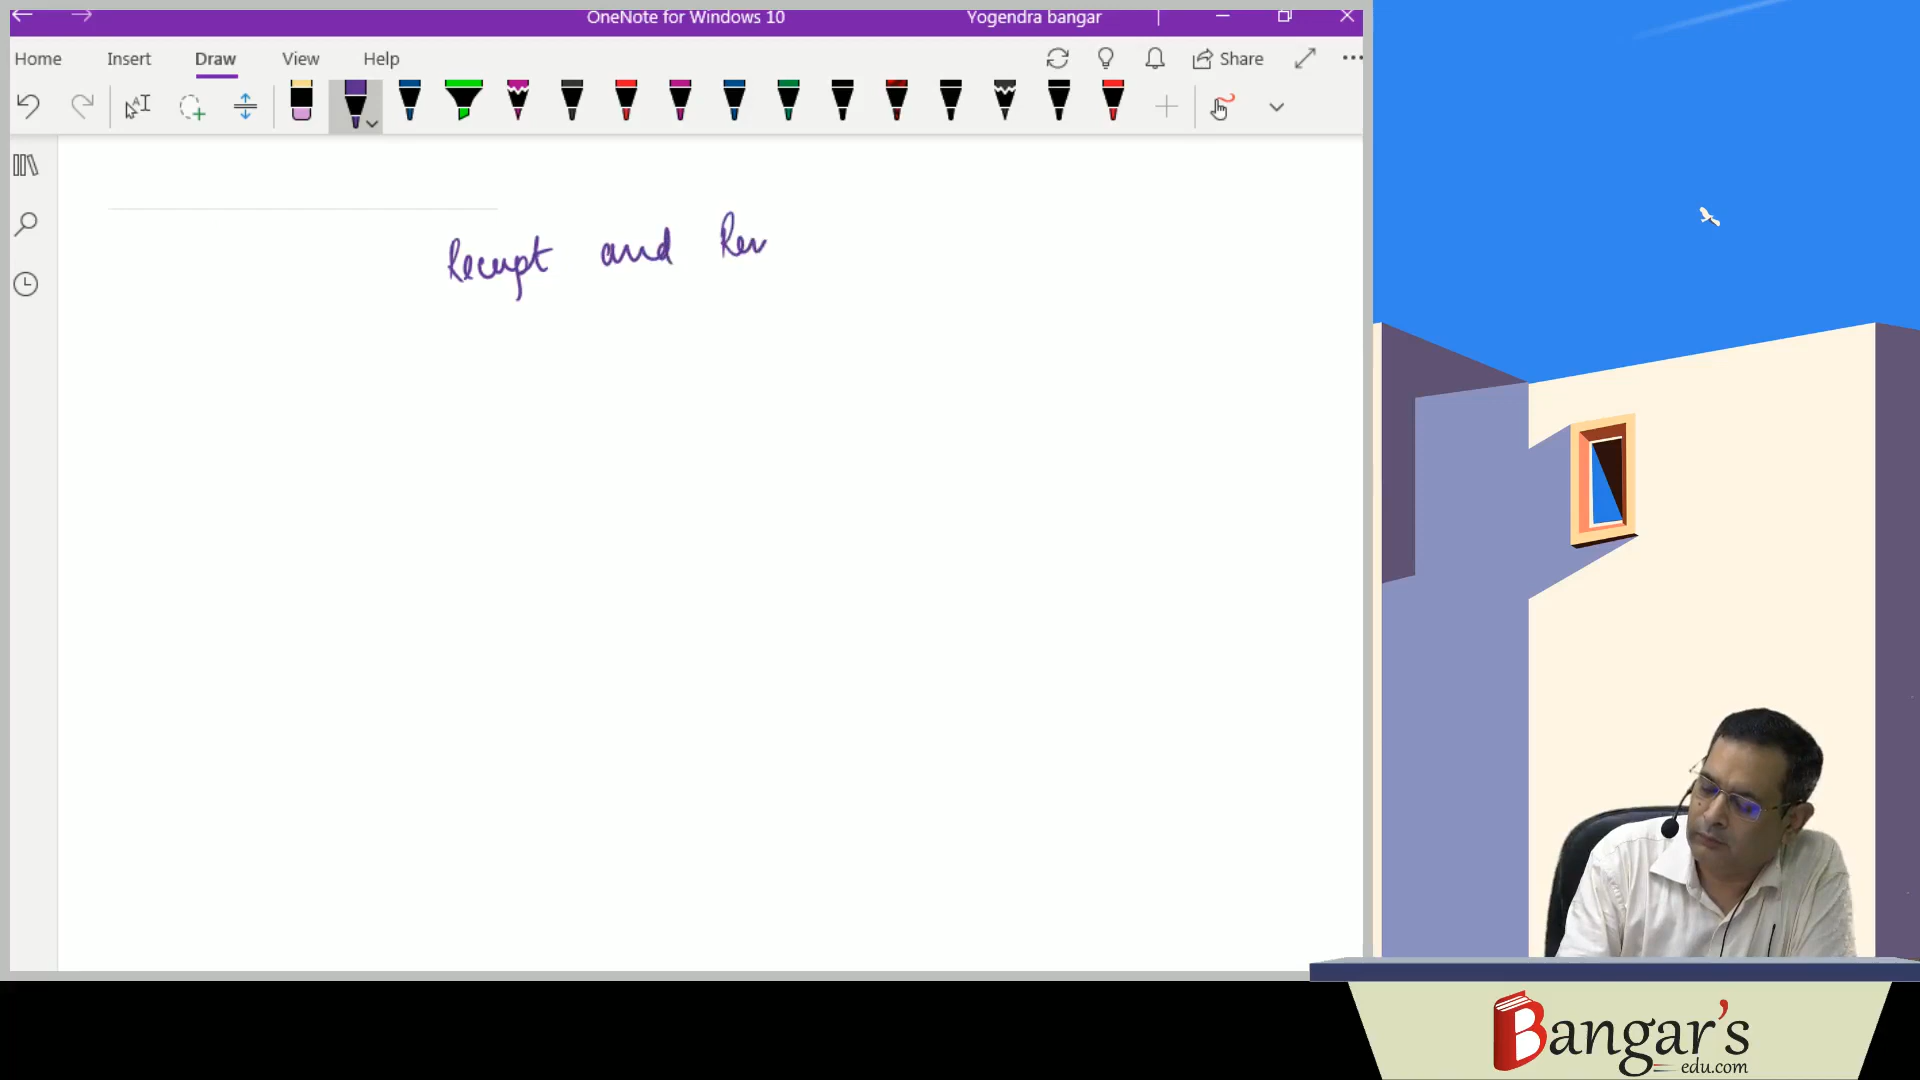 OneNote for Windows 10 Yogendra bangar
Home Insert Draw View Help Share
Receipt and Rev
Bangar's
edu.com